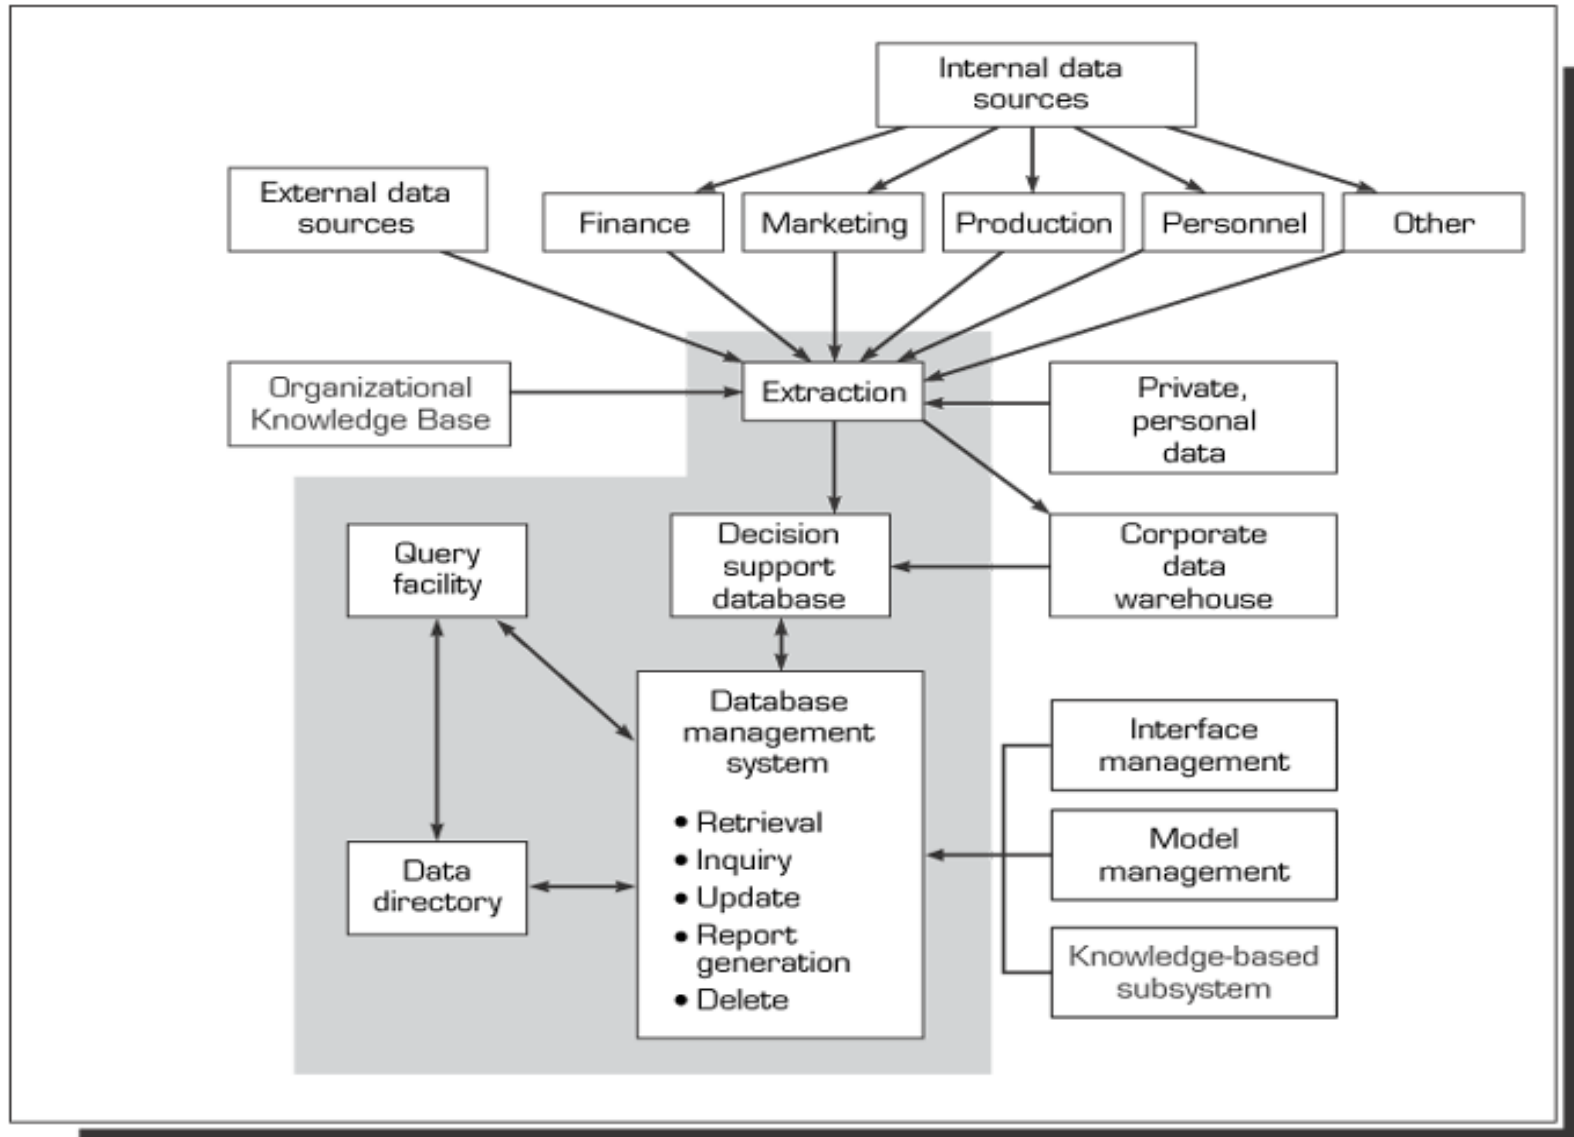 Internal data
sources
External data
sources
Finance
Marketing
Production
Personnel
Other
Organizational
Knowledge Base
Extraction
Private,
personal
data
Query
facility
Decision
support
database
Corporate
data
warehouse
Database
management
system
• Retrieval
• Inquiry
• Update
• Report
generation
• Delete
Data
directory
Interface
management
Model
management
Knowledge-based
subsystem